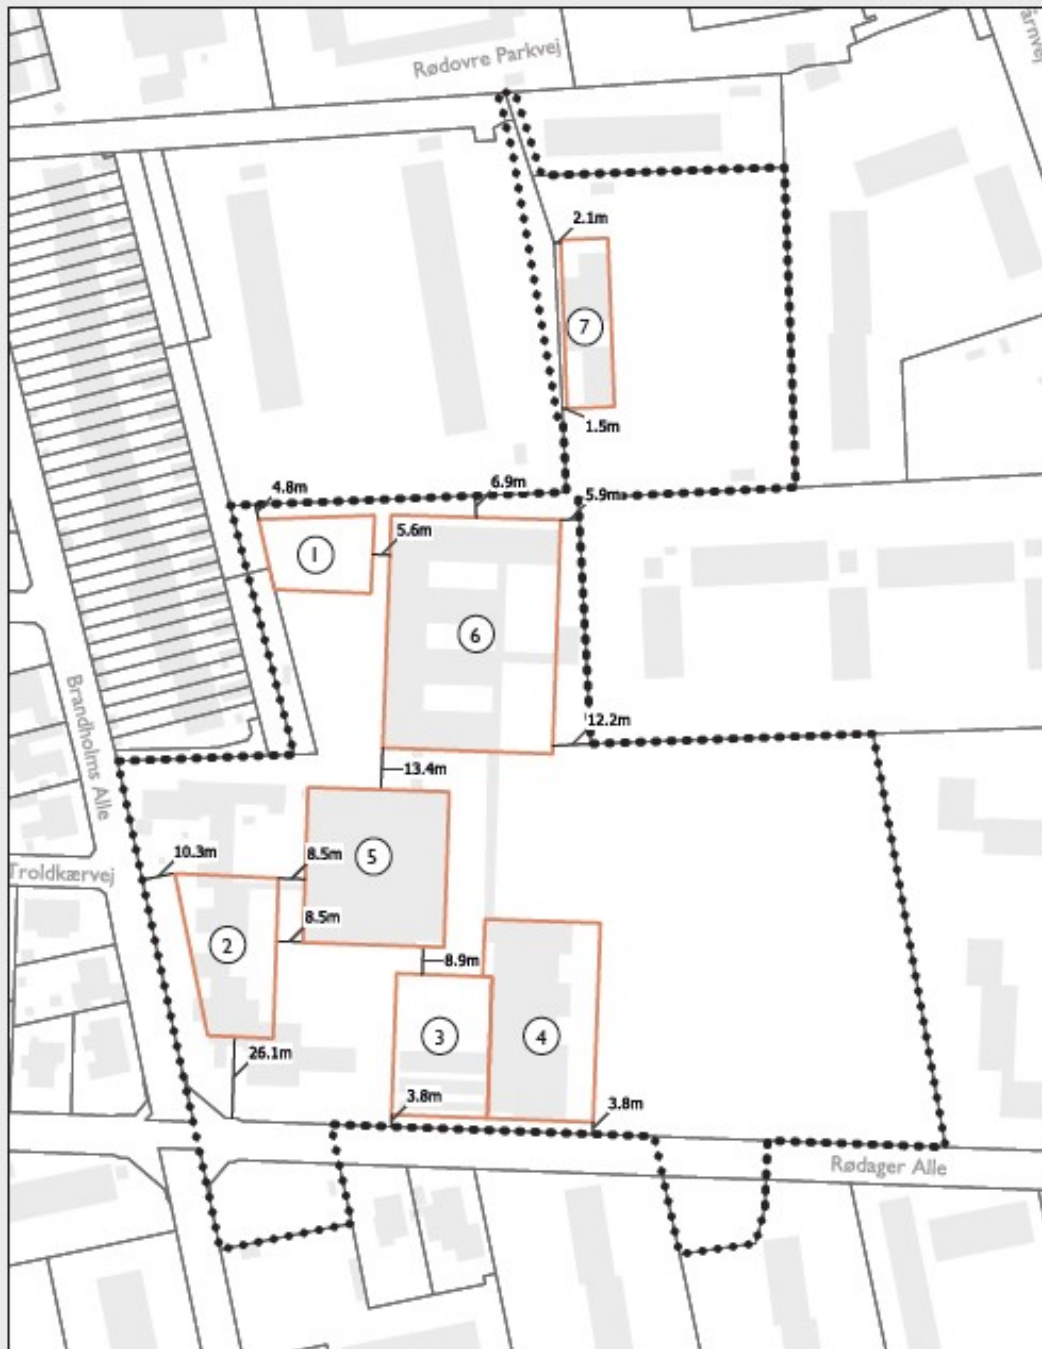 Rødovre Parkvej
årnvej
2.1m
7
1.5m
4.8m
6.9m
5.9m
1
5.6m
6
Brandholms Alle
12.2m
13.4m
Troldkærvej
10.3m
8.5m
5
8.5m
2
8.9m
3
4
26.1m
3.8m
3.8m
Rødager Alle